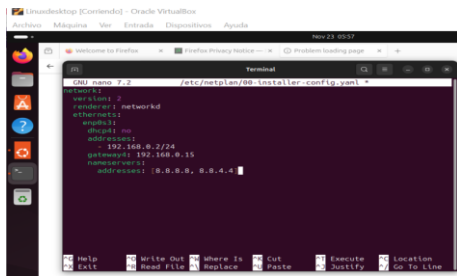 Linuxdesktop [Corriendo] - Oracle VirtualBox
Archivo Máquina Ver Entrada Dispositivos Ayuda
Nov 23 05:57
Welcome to Firefox × Firefox Privacy Notice — × Problem loading page × +
Terminal
GNU nano 7.2 /etc/netplan/00-installer-config.yaml *
network:
version: 2
renderer: networkd
ethernets:
enp0s3:
dhcp4: no
addresses:
- 192.168.0.2/24
gateway4: 192.168.0.15
nameservers:
addresses: [8.8.8.8, 8.8.4.4]
^G Help ^O Write Out ^W Where Is ^K Cut ^T Execute ^C Location
^X Exit ^R Read File ^\ Replace ^U Paste ^J Justify ^/ Go To Line